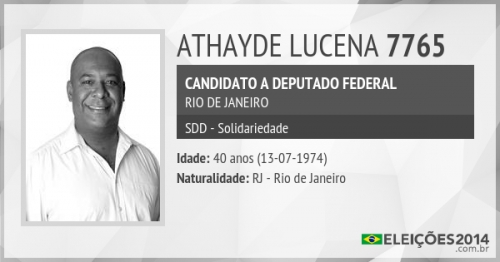 ATHAYDE LUCENA 7765
CANDIDATO A DEPUTADO FEDERAL
RIO DE JANEIRO
SDD - Solidariedade
Idade: 40 anos (13-07-1974)
Naturalidade: RJ - Rio de Janeiro
ELEIÇÕES2014
.com.br